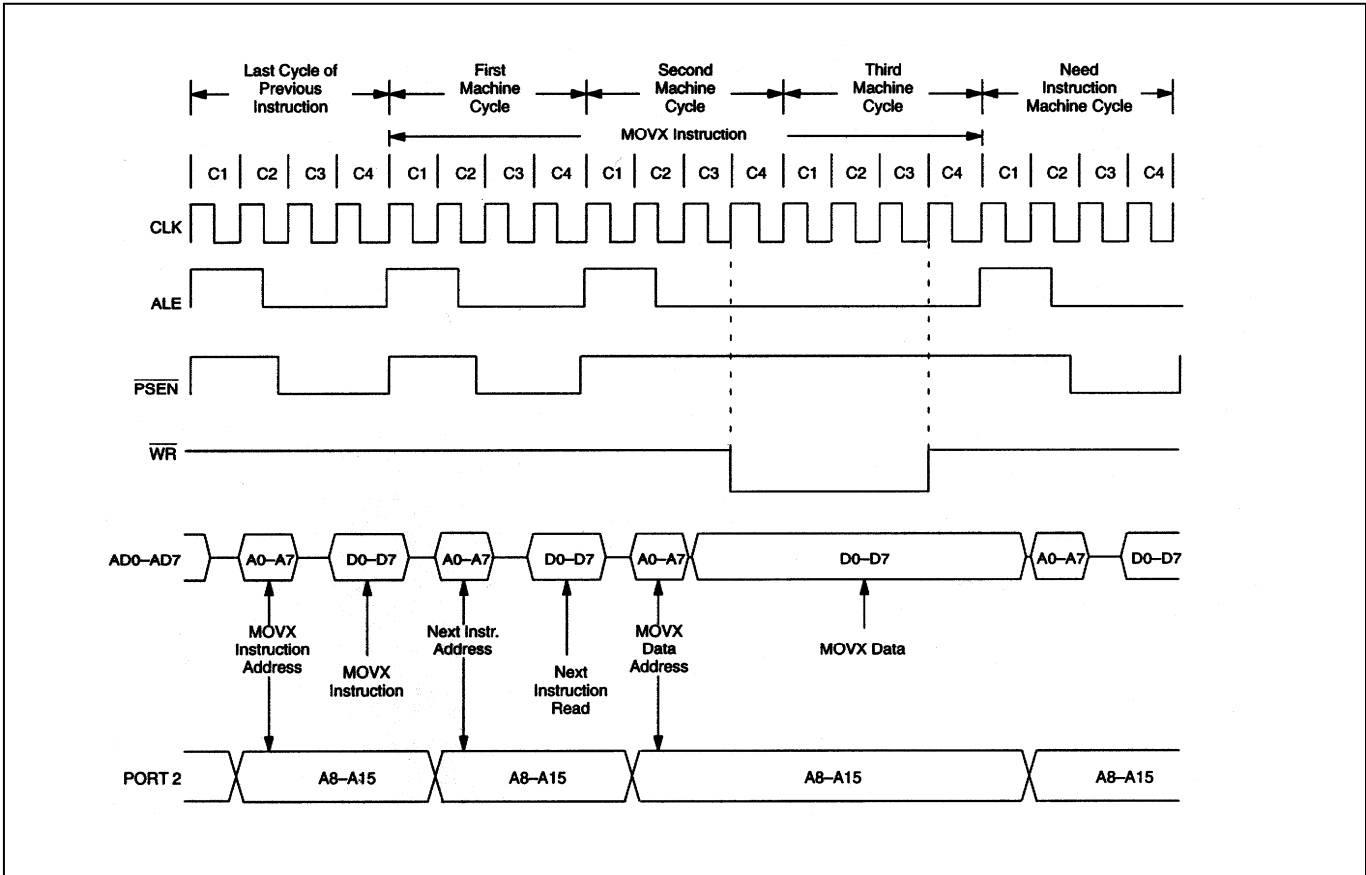 Last Cycle of
Previous
Instruction
First
Machine
Cycle
Second
Machine
Cycle
Third
Machine
Cycle
Need
Instruction
Machine Cycle
MOVX Instruction
C1 C2 C3 C4 C1 C2 C3 C4 C1 C2 C3 C4 C1 C2 C3 C4 C1 C2 C3 C4
CLK
ALE
PSEN
WR
AD0–AD7 A0–A7 D0–D7 A0–A7 D0–D7 A0–A7 D0–D7 A0–A7 D0–D7
MOVX
Instruction
Address
MOVX
Instruction
Next Instr.
Address
Next
Instruction
Read
MOVX
Data
Address
MOVX Data
PORT 2 A8–A15 A8–A15 A8–A15 A8–A15